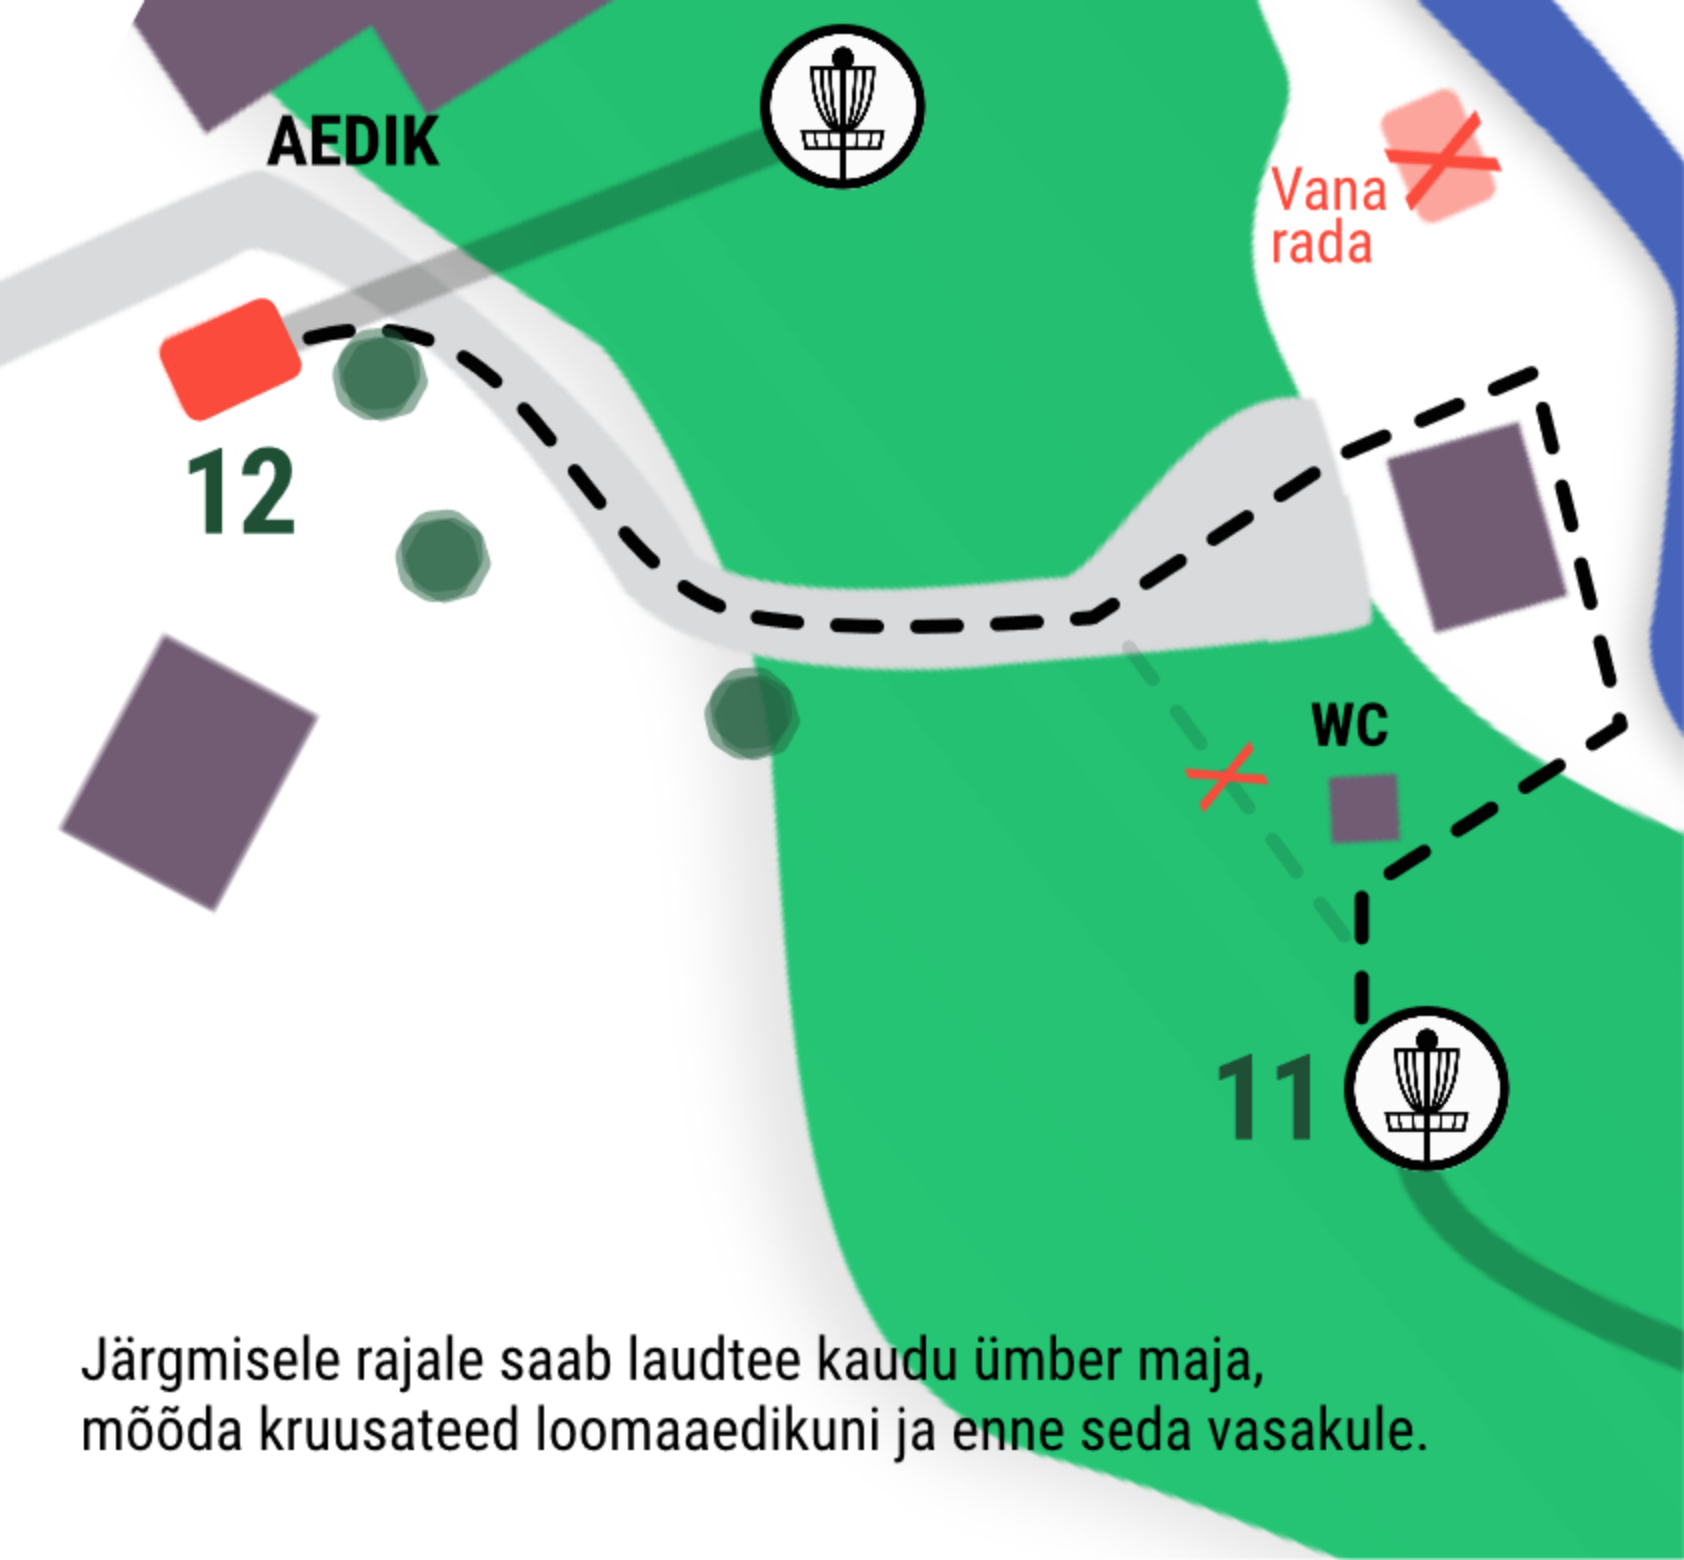 AEDIK
Vana
rada
12
WC
11
Järgmisele rajale saab laudtee kaudu ümber maja,
mööda kruusateed loomaaedikuni ja enne seda vasakule.